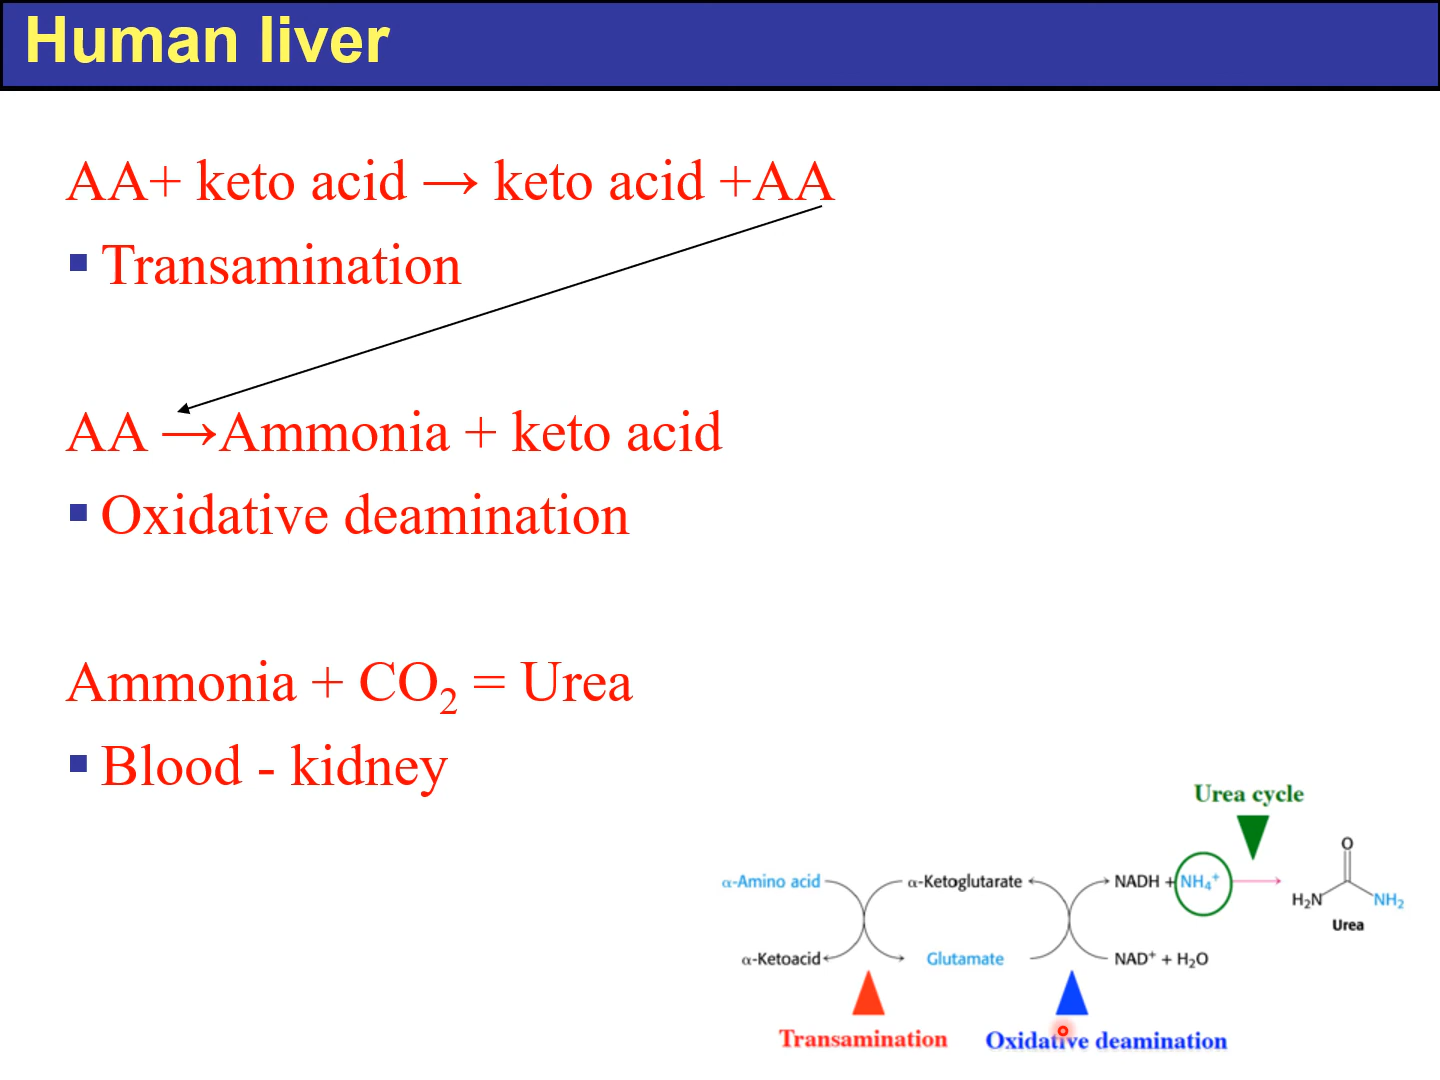 Human liver
AA+ keto acid → keto acid +AA
▪ Transamination
AA →Ammonia + keto acid
▪ Oxidative deamination
Ammonia + CO₂ = Urea
▪ Blood - kidney
Urea cycle
α-Amino acid
α-Ketoglutarate
NADH + NH₄⁺
O
H₂N
NH₂
Urea
α-Ketoacid
Glutamate
NAD⁺ + H₂O
Transamination
Oxidative deamination